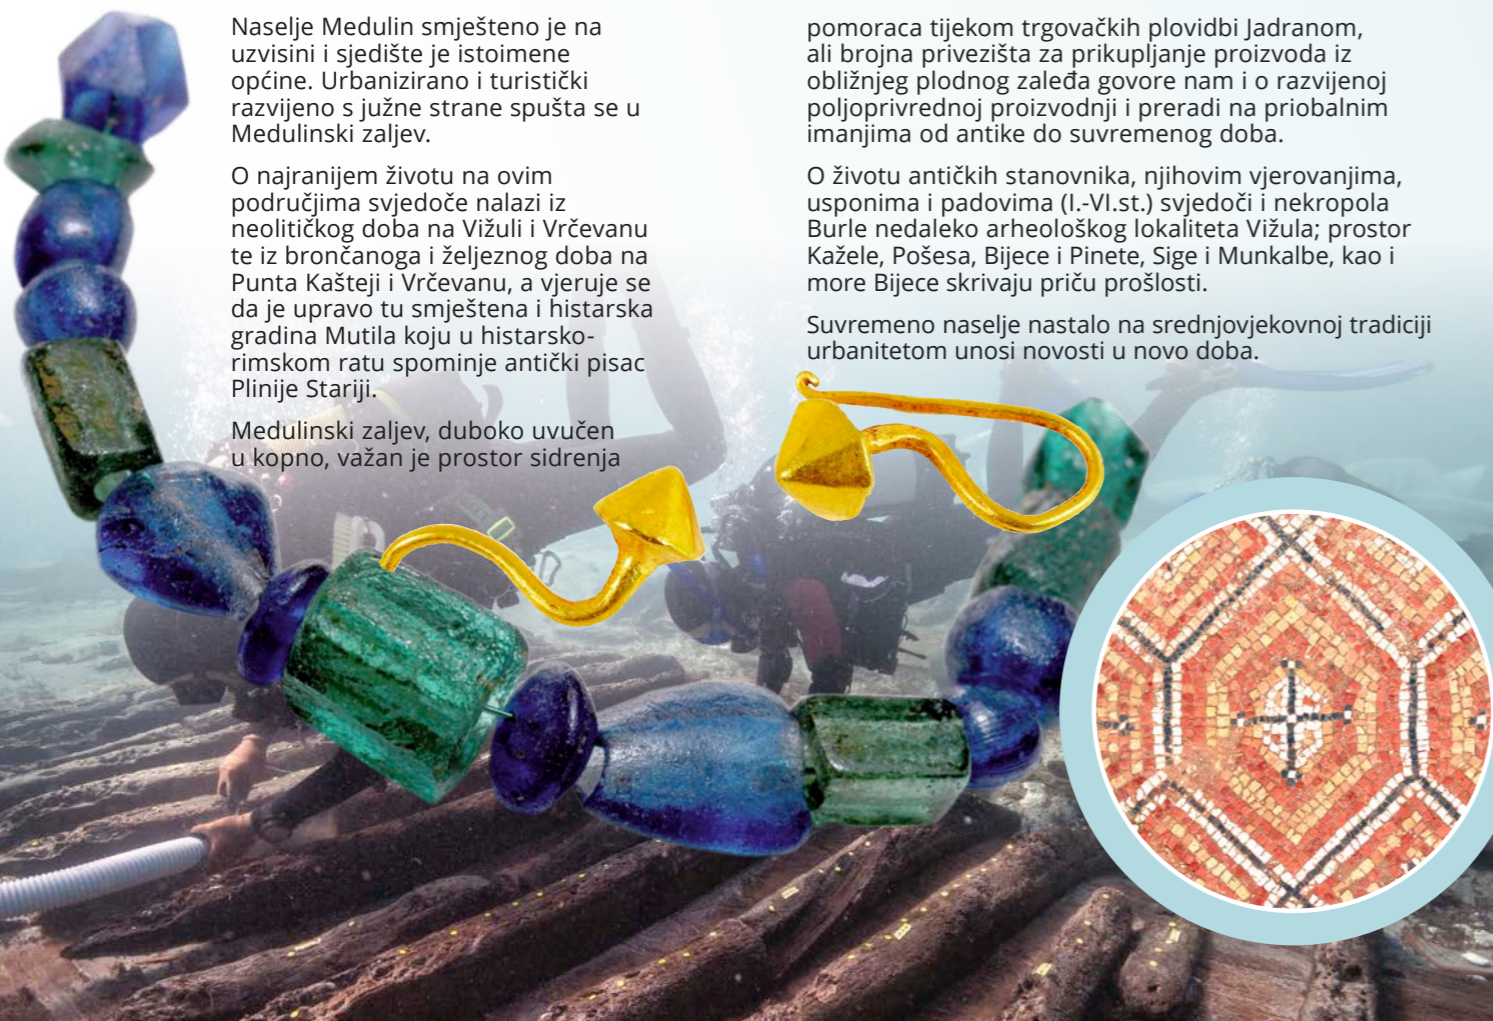 Naselje Medulin smješteno je na
uzvisini i sjedište je istoimene
općine. Urbanizirano i turistički
razvijeno s južne strane spušta se u
Medulinski zaljev.
O najranijem životu na ovim
područjima svjedoče nalazi iz
neolitičkog doba na Vižuli i Vrčevanu
te iz brončanoga i željeznog doba na
Punta Kašteji i Vrčevanu, a vjeruje se
da je upravo tu smještena i histarska
gradina Mutila koju u histarsko-
rimskom ratu spominje antički pisac
Plinije Stariji.
Medulinski zaljev, duboko uvučen
u kopno, važan je prostor sidrenja
pomoraca tijekom trgovačkih plovidbi Jadranom,
ali brojna privezišta za prikupljanje proizvoda iz
obližnjeg plodnog zaleđa govore nam i o razvijenoj
poljoprivrednoj proizvodnji i preradi na priobalnim
imanjima od antike do suvremenog doba.
O životu antičkih stanovnika, njihovim vjerovanjima,
usponima i padovima (I.-VI.st.) svjedoči i nekropola
Burle nedaleko arheološkog lokaliteta Vižula; prostor
Kažele, Pošesa, Bijece i Pinete, Sige i Munkalbe, kao i
more Bijece skrivaju priču prošlosti.
Suvremeno naselje nastalo na srednjovjekovnoj tradiciji
urbanitetom unosi novosti u novo doba.